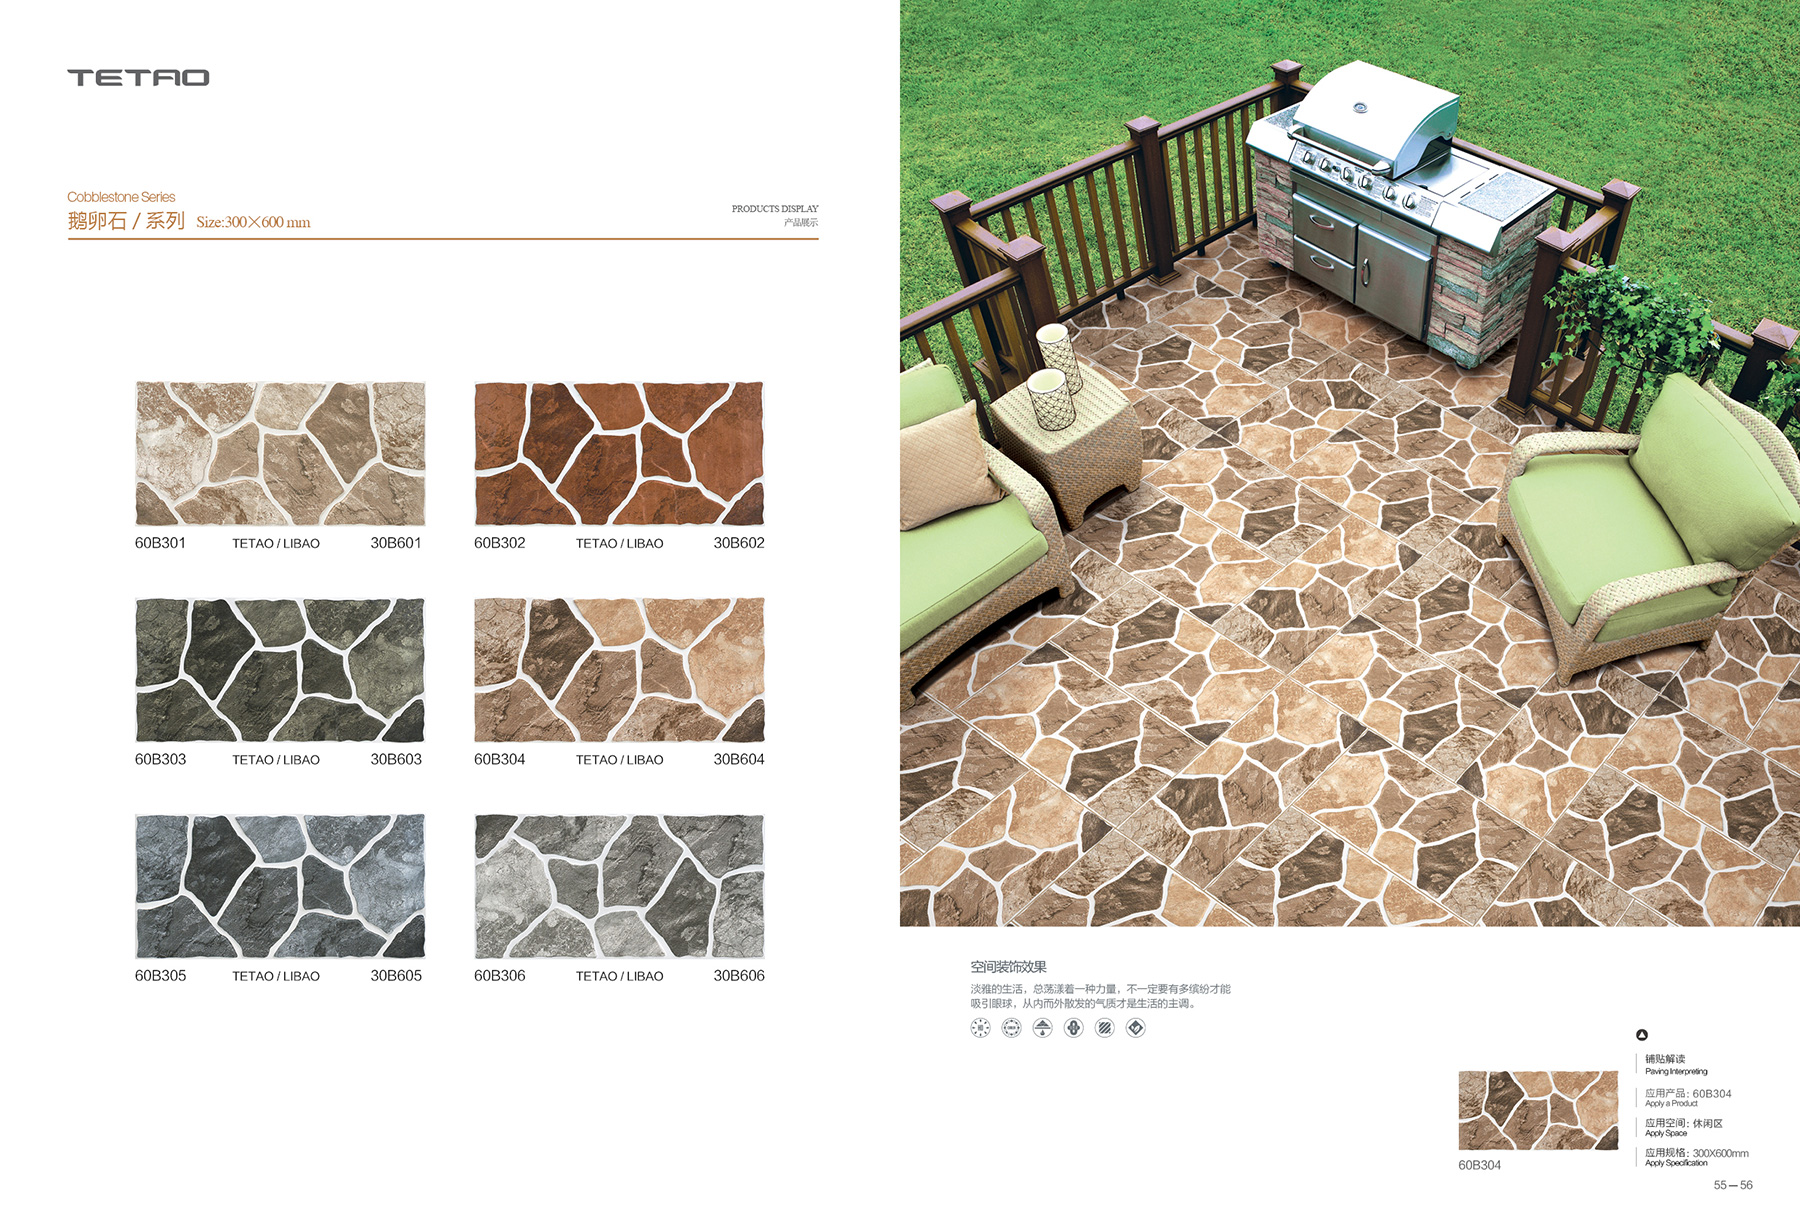 TETAO
Cobblestone Series
鹅卵石 / 系列 Size:300×600 mm
PRODUCTS DISPLAY
产品展示
60B301 TETAO / LIBAO 30B601
60B302 TETAO / LIBAO 30B602
60B303 TETAO / LIBAO 30B603
60B304 TETAO / LIBAO 30B604
60B305 TETAO / LIBAO 30B605
60B306 TETAO / LIBAO 30B606
空间装饰效果
淡雅的生活，总荡漾着一种力量，不一定要有多缤纷才能
吸引眼球，从内而外散发的气质才是生活的主调。
铺贴解读
Paving Interpreting
应用产品：60B304
Apply a Product
应用空间：休闲区
Apply Space
应用规格：300X600mm
Apply Specification
60B304
55—56